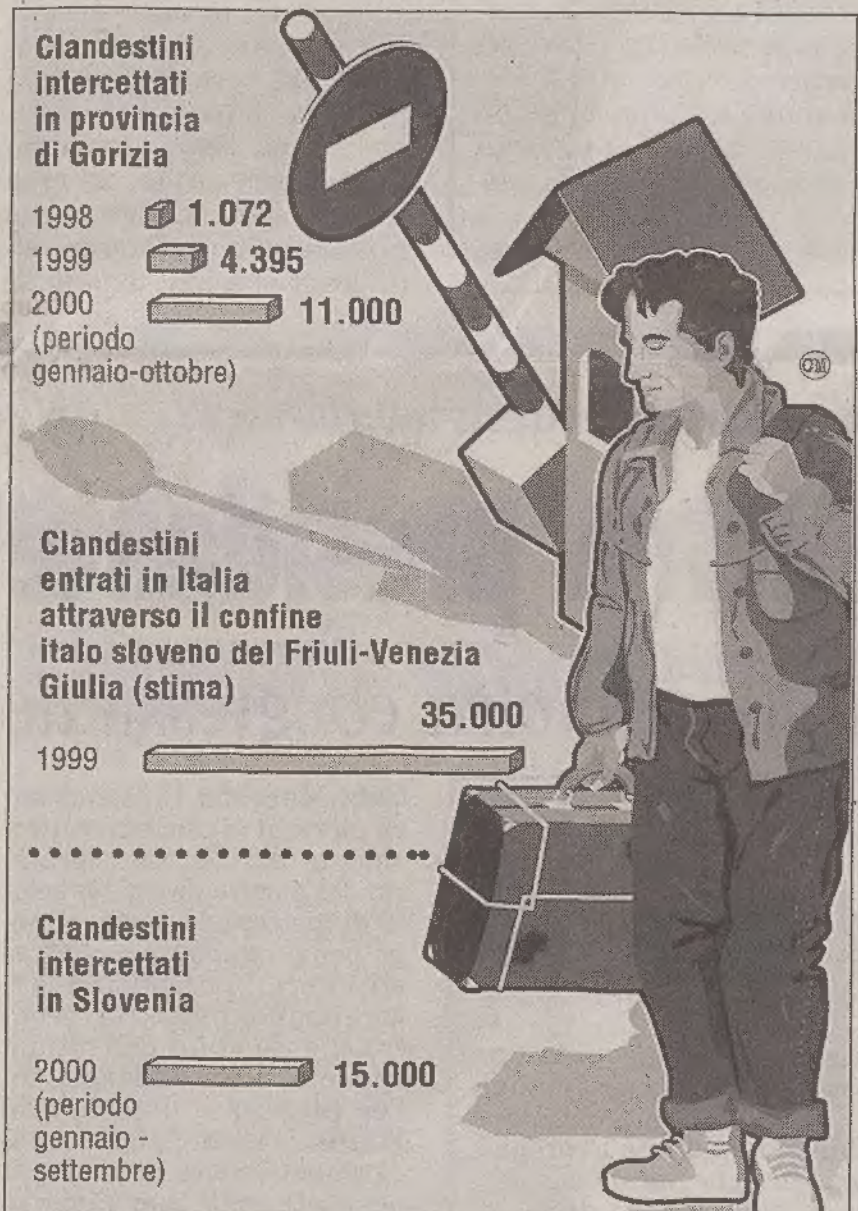 Clandestini
intercettati
in provincia
di Gorizia
1998 1.072
1999 4.395
2000 11.000
(periodo
gennaio-ottobre)
OM
Clandestini
entrati in Italia
attraverso il confine
italo sloveno del Friuli-Venezia
Giulia (stima)
35.000
1999
Clandestini
intercettati
in Slovenia
2000 15.000
(periodo
gennaio -
settembre)